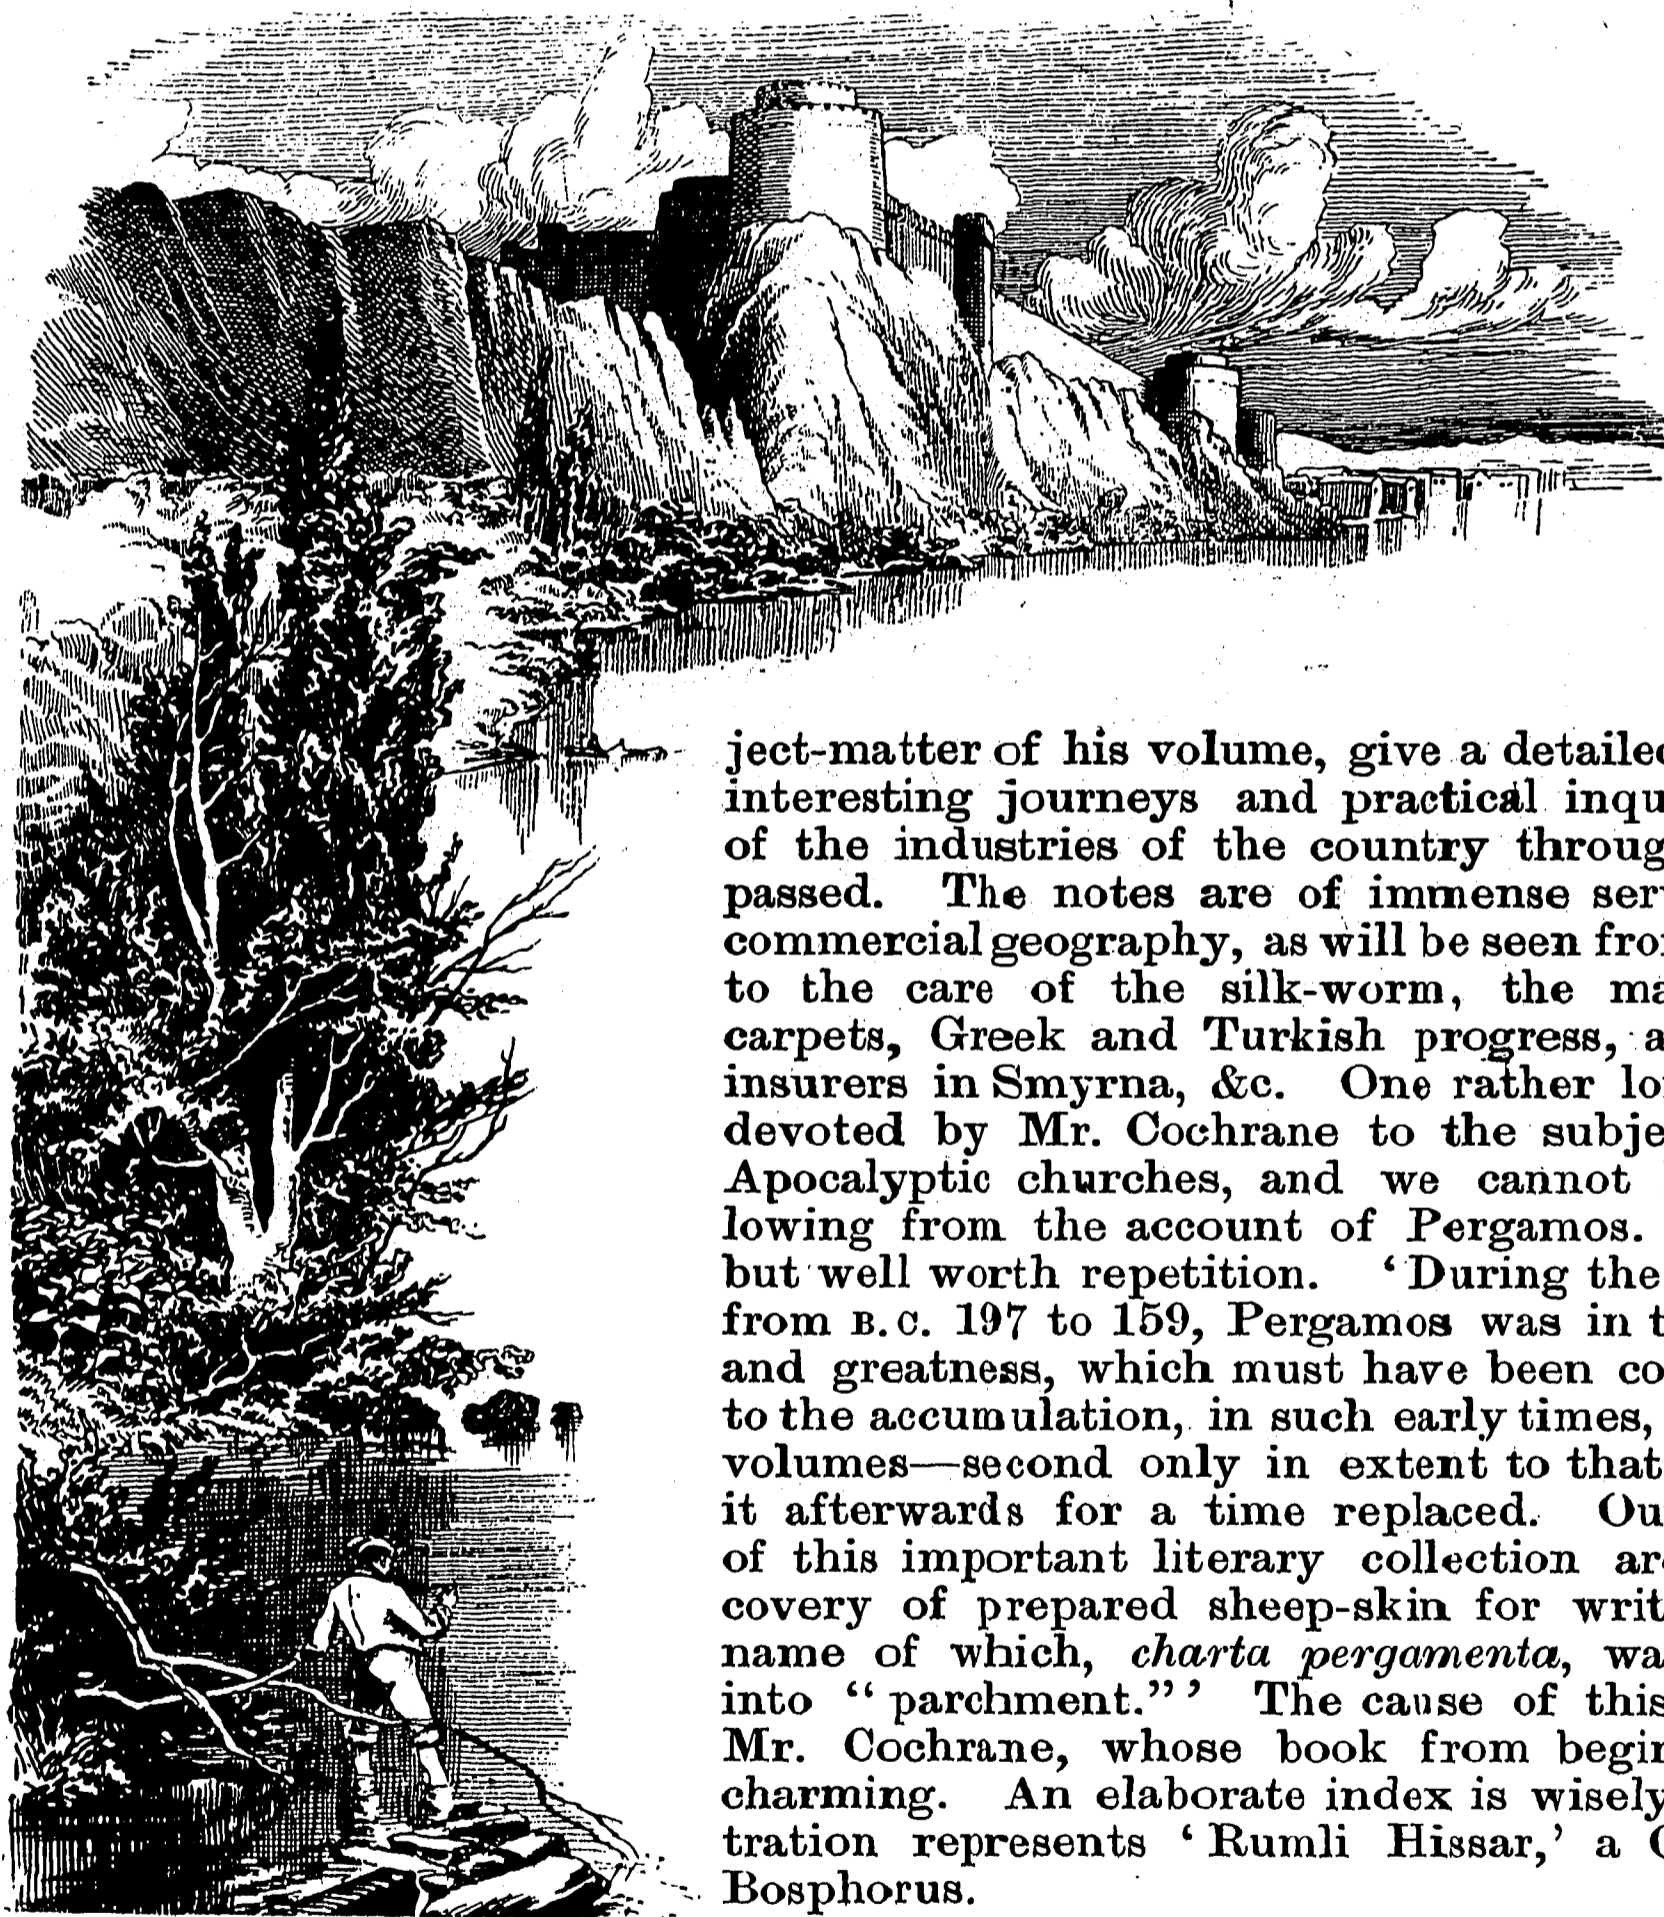 ject-matter of his volume, give a detailed
interesting journeys and practical inqu
of the industries of the country throug
passed. The notes are of immense ser
commercial geography, as will be seen fro
to the care of the silk-worm, the ma
carpets, Greek and Turkish progress, a
insurers in Smyrna, &c. One rather lo
devoted by Mr. Cochrane to the subje
Apocalyptic churches, and we cannot
lowing from the account of Pergamos.
but well worth repetition. ‘During the
from B.C. 197 to 159, Pergamos was in t
and greatness, which must have been co
to the accumulation, in such early times,
volumes—second only in extent to that
it afterwards for a time replaced. Ou
of this important literary collection ar
covery of prepared sheep-skin for writ
name of which, charta pergamenta, wa
into “parchment.”’ The cause of this
Mr. Cochrane, whose book from begin
charming. An elaborate index is wisely
tration represents ‘Rumli Hissar,’ a
Bosphorus.